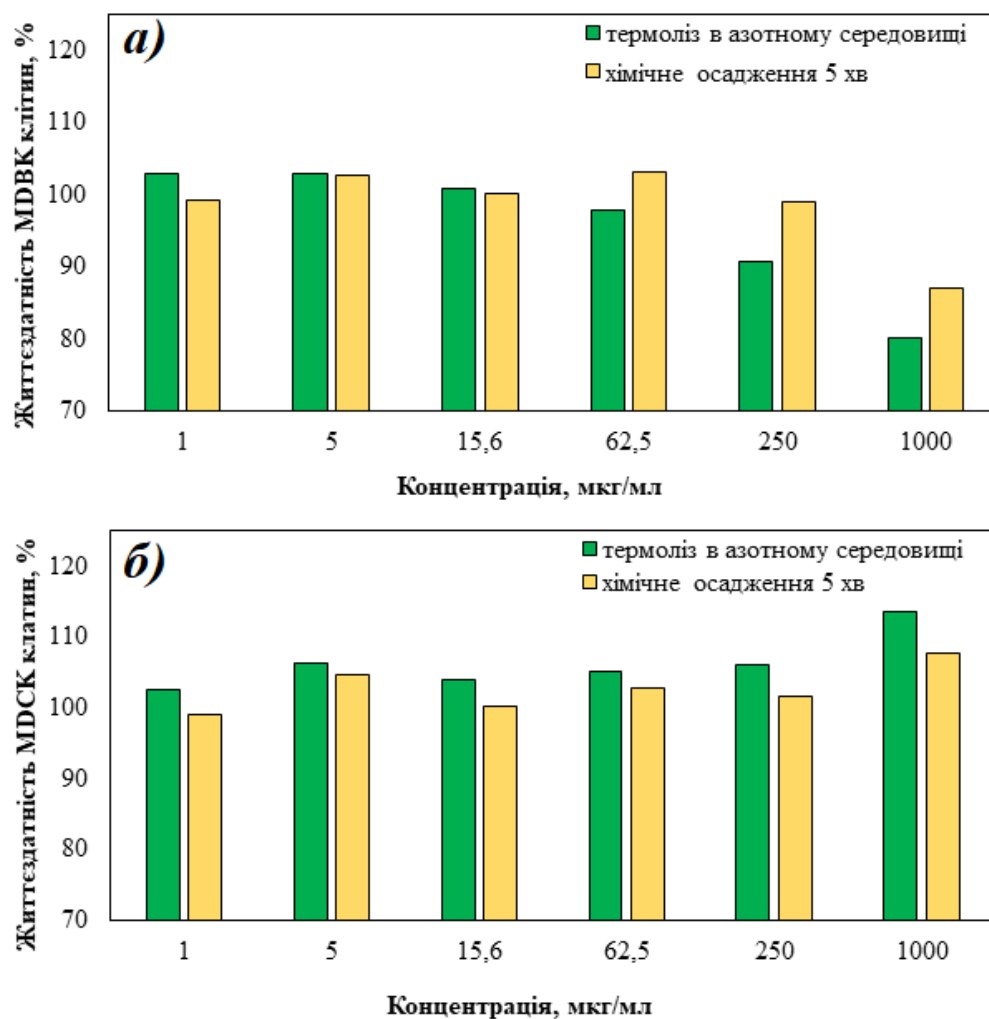 а)
термоліз в азотному середовищі
хімічне осадження 5 хв
Життєздатність MDBK клітин, %
120
110
100
90
80
70
1 5 15,6 62,5 250 1000
Концентрація, мкг/мл
б)
термоліз в азотному середовищі
хімічне осадження 5 хв
Життєздатність MDCK клатин, %
120
110
100
90
80
70
1 5 15,6 62,5 250 1000
Концентрація, мкг/мл